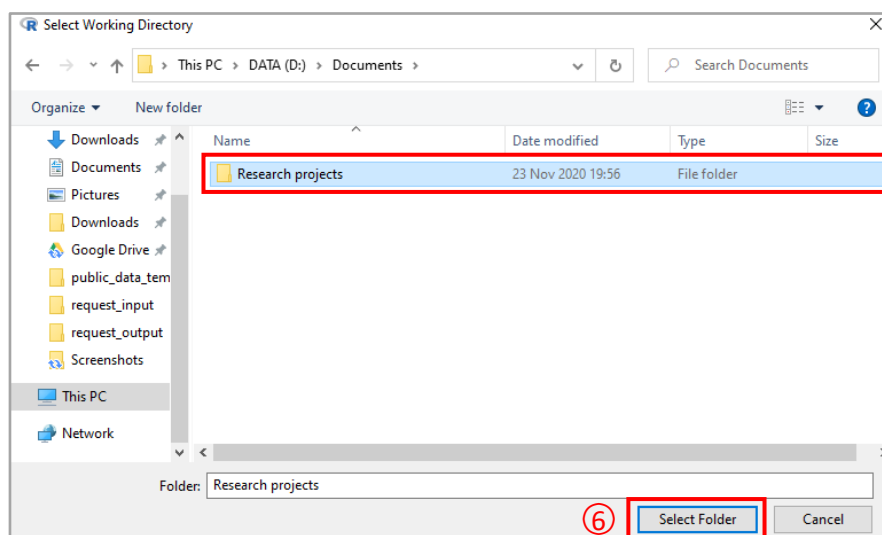 Select Working Directory
This PC > DATA (D:) > Documents >
Search Documents
Organize
New folder
Name
Date modified
Type
Size
Downloads
Documents
Pictures
Downloads
Google Drive
public_data_tem
request_input
request_output
Screenshots
This PC
Network
Research projects
23 Nov 2020 19:56
File folder
Folder: Research projects
⑥
Select Folder
Cancel